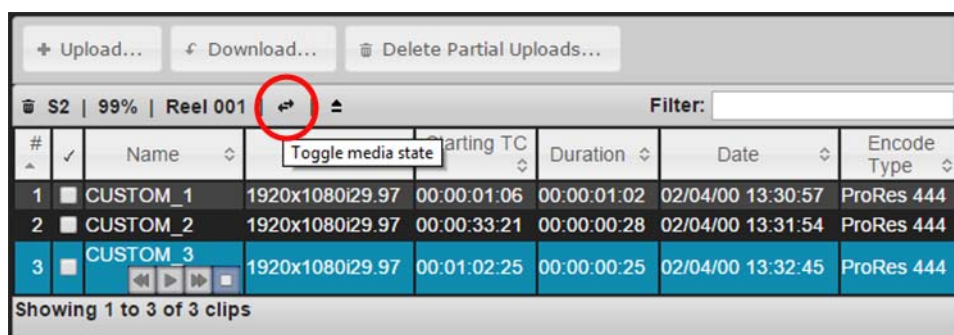 Upload... Download... Delete Partial Uploads...
S2 | 99% | Reel 001 | | Filter:
# ✓ Name Starting TC Duration Date Encode Type
Toggle media state
1 CUSTOM_1 1920x1080i29.97 00:00:01:06 00:00:01:02 02/04/00 13:30:57 ProRes 444
2 CUSTOM_2 1920x1080i29.97 00:00:33:21 00:00:00:28 02/04/00 13:31:54 ProRes 444
3 CUSTOM_3 1920x1080i29.97 00:01:02:25 00:00:00:25 02/04/00 13:32:45 ProRes 444
Showing 1 to 3 of 3 clips